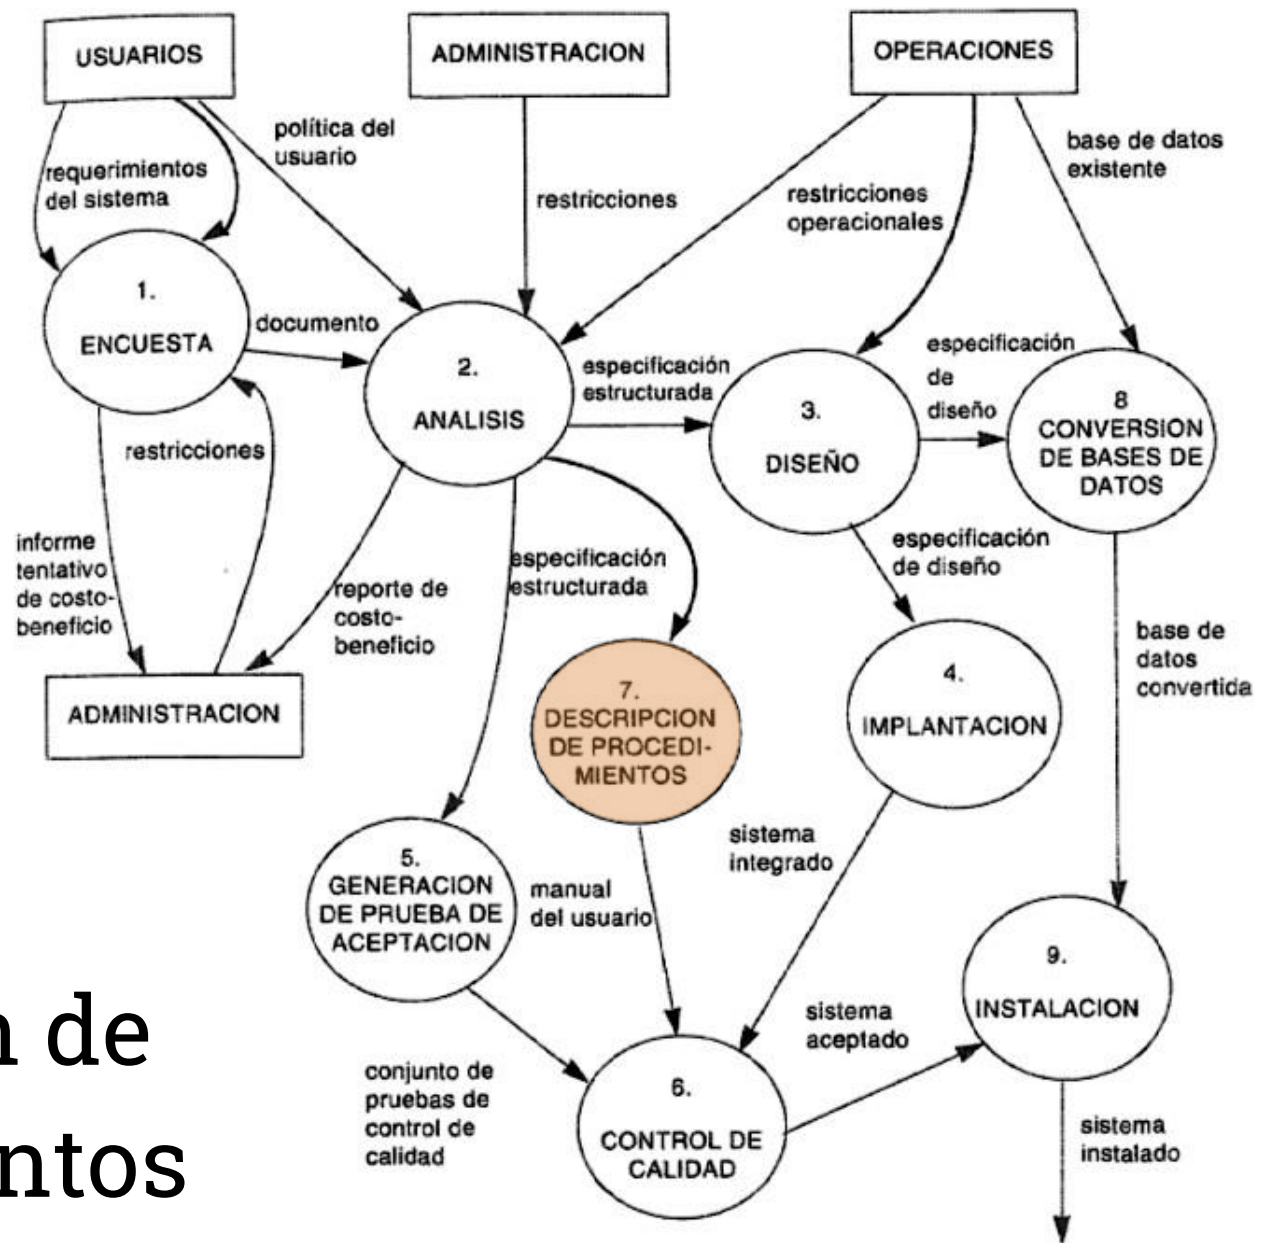 USUARIOS
ADMINISTRACION
OPERACIONES
política del
usuario
requerimientos
del sistema
restricciones
restricciones
operacionales
base de datos
existente
1.
ENCUESTA
documento
2.
ANALISIS
especificación
estructurada
3.
DISEÑO
especificación
de
diseño
8
CONVERSION
DE BASES DE
DATOS
restricciones
informe
tentativo
de costo-
beneficio
reporte de
costo-
beneficio
especificación
estructurada
especificación
de diseño
base de
datos
convertida
ADMINISTRACION
7.
DESCRIPCION
DE PROCEDI-
MIENTOS
4.
IMPLANTACION
sistema
integrado
5.
GENERACION
DE PRUEBA DE
ACEPTACION
manual
del usuario
9.
INSTALACION
sistema
aceptado
conjunto de
pruebas de
control de
calidad
6.
CONTROL DE
CALIDAD
sistema
instalado
n de
ntos